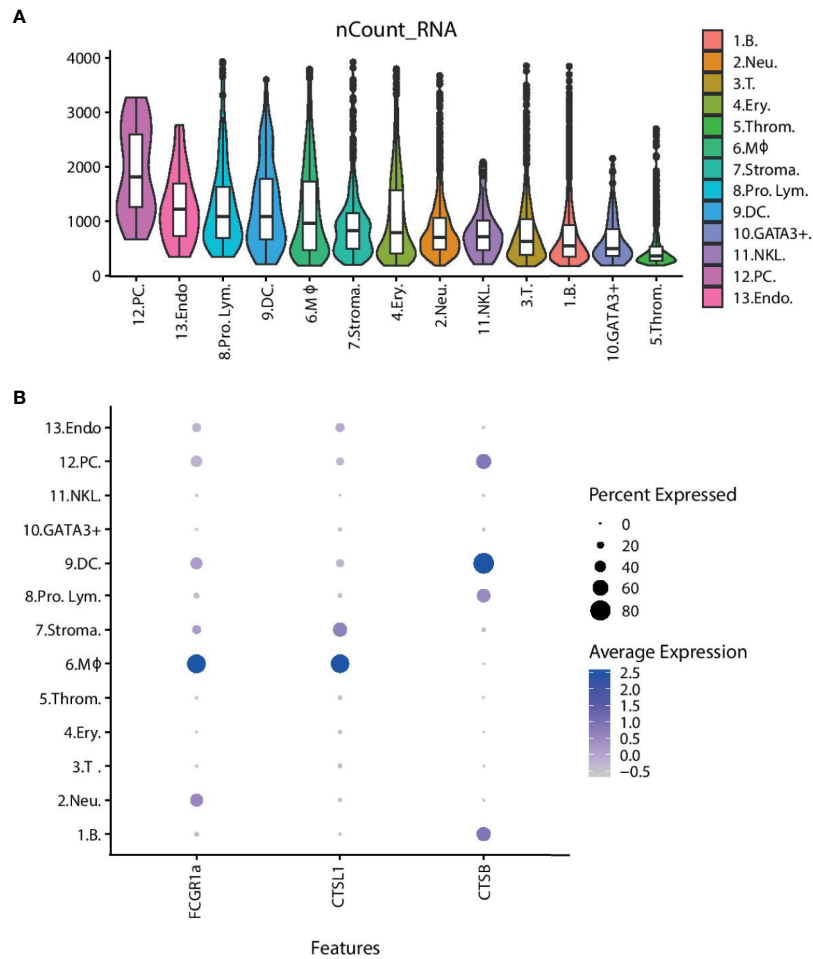 A
nCount_RNA
4000
3000
2000
1000
0
12.PC.
13.Endo
8.Pro. Lym.
9.DC.
6.Mϕ
7.Stroma.
4.Ery.
2.Neu.
11.NKL.
3.T.
1.B.
10.GATA3+
5.Throm.
1.B.
2.Neu.
3.T.
4.Ery.
5.Throm.
6.Mϕ
7.Stroma.
8.Pro. Lym.
9.DC.
10.GATA3+.
11.NKL.
12.PC.
13.Endo.
B
13.Endo
12.PC.
11.NKL.
10.GATA3+
9.DC.
8.Pro. Lym.
7.Stroma.
6.Mϕ
5.Throm.
4.Ery.
3.T .
2.Neu.
1.B.
FCGR1a
CTSL1
CTSB
Features
Percent Expressed
0
20
40
60
80
Average Expression
2.5
2.0
1.5
1.0
0.5
0.0
−0.5